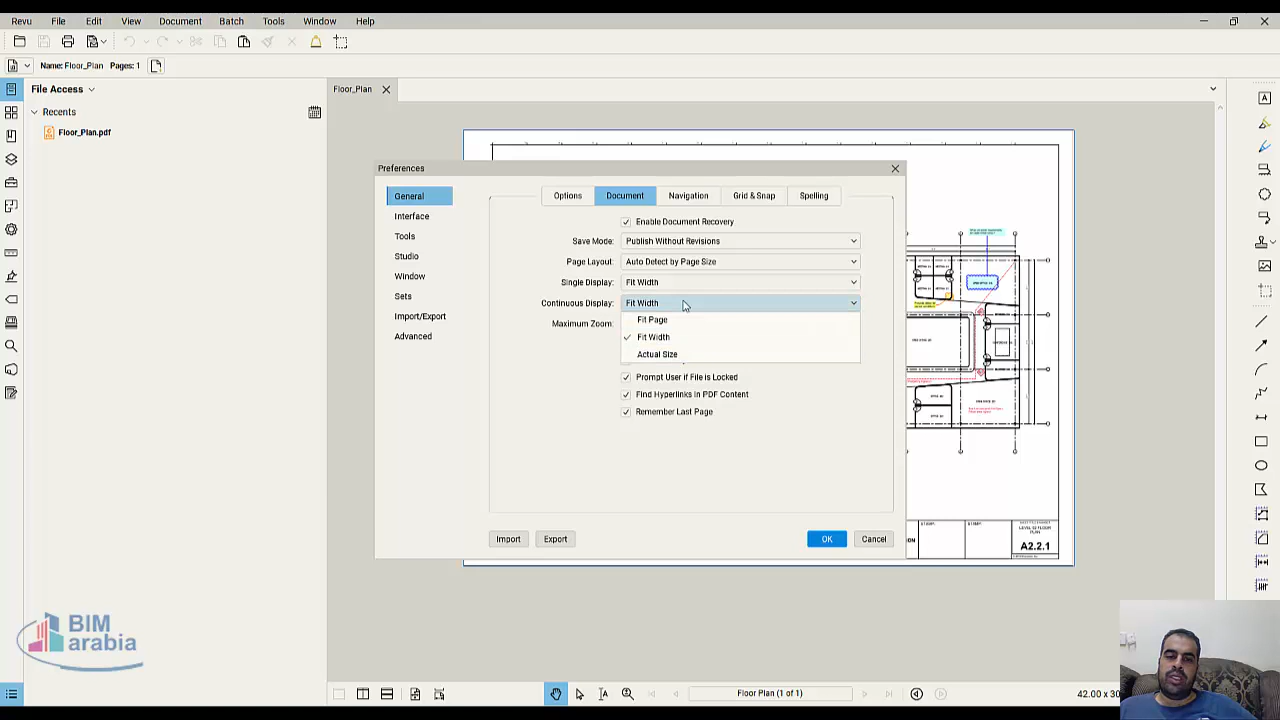 Revu File Edit View Document Batch Tools Window Help
Name: Floor_Plan Pages: 1
File Access
Floor_Plan
Recents
Floor_Plan.pdf
Preferences
General
Interface
Tools
Studio
Window
Sets
Import/Export
Advanced
Options Document Navigation Grid & Snap Spelling
Enable Document Recovery
Save Mode: Publish Without Revisions
Page Layout: Auto Detect by Page Size
Single Display: Fit Width
Continuous Display: Fit Width
Maximum Zoom:
Fit Page
Fit Width
Actual Size
Prompt User if File is Locked
Find Hyperlinks in PDF Content
Remember Last Page
Import Export OK Cancel
LEVEL 02 FLOOR
PLAN
A2.2.1
BIM
arabia
Floor Plan (1 of 1)
42.00 x 30